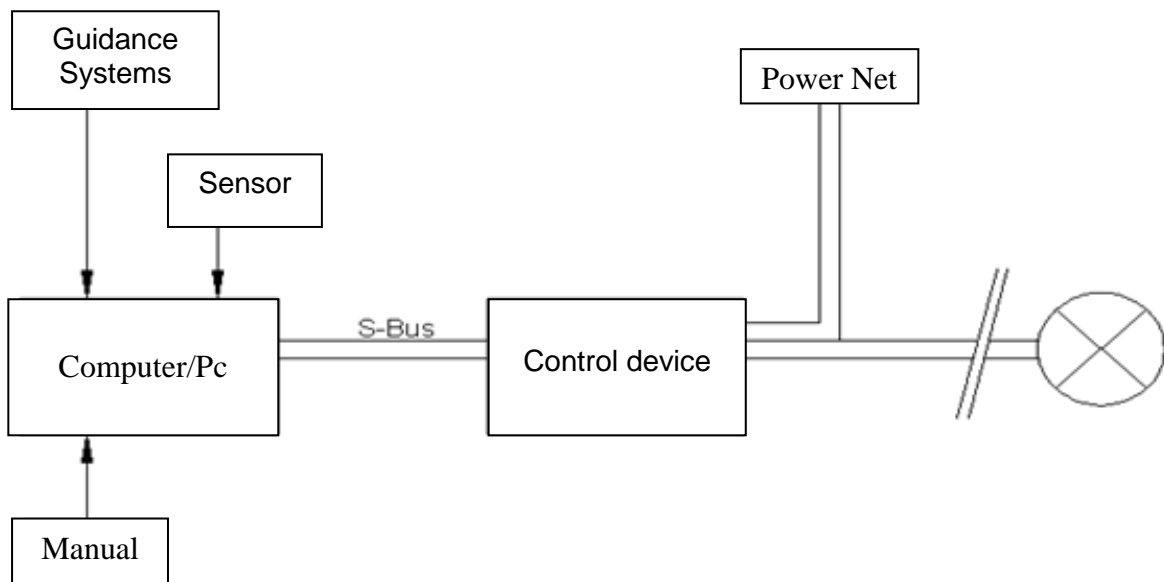 Guidance
Systems
Power Net
Sensor
S-Bus
Computer/Pc
Control device
Manual